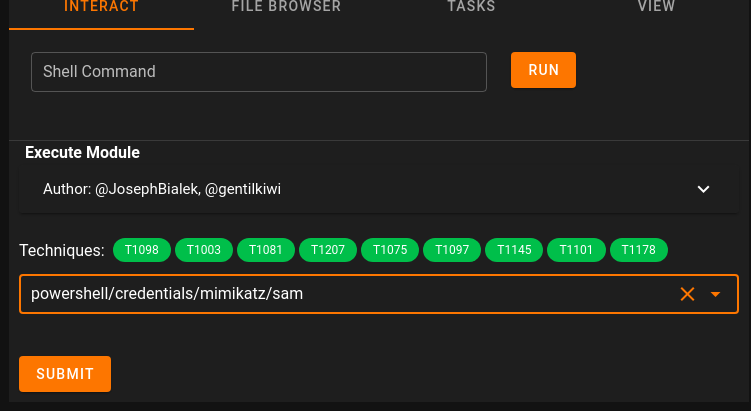 INTERACT FILE BROWSER TASKS VIEW
Shell Command RUN
Execute Module
Author: @JosephBialek, @gentilkiwi
Techniques: T1098 T1003 T1081 T1207 T1075 T1097 T1145 T1101 T1178
powershell/credentials/mimikatz/sam
SUBMIT